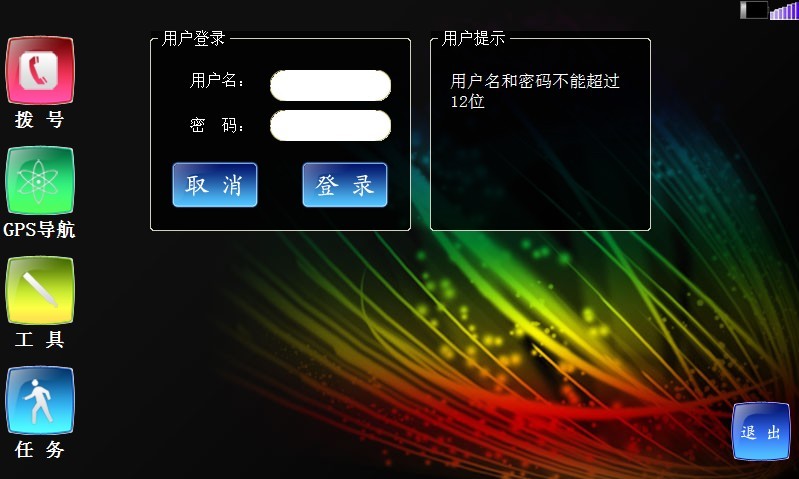 用户登录
用户名：
密 码：
取 消
登 录
用户提示
用户名和密码不能超过
12位
拨 号
GPS导航
工 具
任 务
退 出